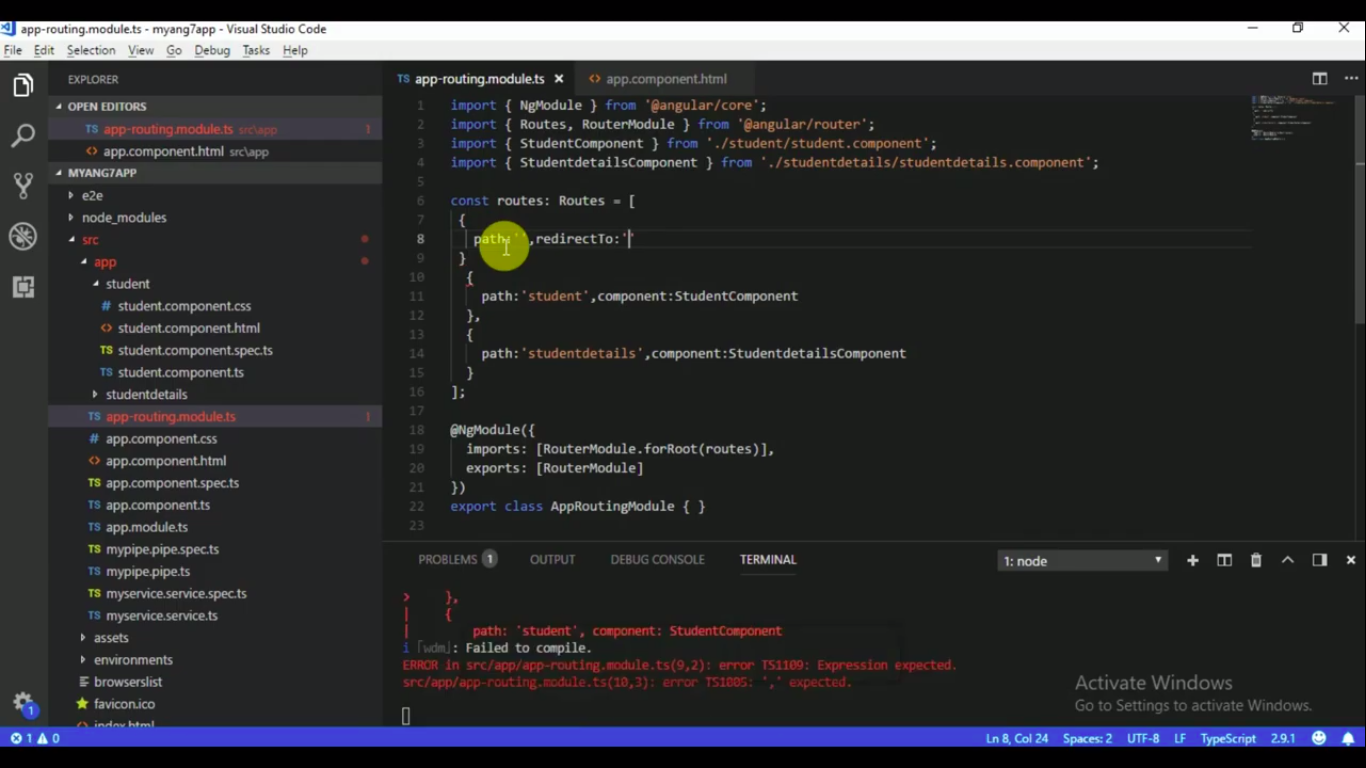 app-routing.module.ts - myang7app - Visual Studio Code
File Edit Selection View Go Debug Tasks Help
EXPLORER
OPEN EDITORS
TS app-routing.module.ts src\app 1
<> app.component.html src\app
MYANG7APP
e2e
node_modules
src
app
student
# student.component.css
<> student.component.html
TS student.component.spec.ts
TS student.component.ts
studentdetails
TS app-routing.module.ts 1
# app.component.css
<> app.component.html
TS app.component.spec.ts
TS app.component.ts
TS app.module.ts
TS mypipe.pipe.spec.ts
TS mypipe.pipe.ts
TS myservice.service.spec.ts
TS myservice.service.ts
assets
environments
browserslist
favicon.ico
index.html
1
TS app-routing.module.ts × <> app.component.html
1 import { NgModule } from '@angular/core';
2 import { Routes, RouterModule } from '@angular/router';
3 import { StudentComponent } from './student/student.component';
4 import { StudentdetailsComponent } from './studentdetails/studentdetails.component';
5
6 const routes: Routes = [
7 {
8 path:'',redirectTo:''
9 }
10 {
11 path:'student',component:StudentComponent
12 },
13 {
14 path:'studentdetails',component:StudentdetailsComponent
15 }
16 ];
17
18 @NgModule({
19 imports: [RouterModule.forRoot(routes)],
20 exports: [RouterModule]
21 })
22 export class AppRoutingModule { }
23
PROBLEMS 1 OUTPUT DEBUG CONSOLE TERMINAL 1: node
> },
| {
| path: 'student', component: StudentComponent
i ｢wdm｣: Failed to compile.
ERROR in src/app/app-routing.module.ts(9,2): error TS1109: Expression expected.
src/app/app-routing.module.ts(10,3): error TS1005: ',' expected.
Activate Windows
Go to Settings to activate Windows.
1 0 Ln 8, Col 24 Spaces: 2 UTF-8 LF TypeScript 2.9.1